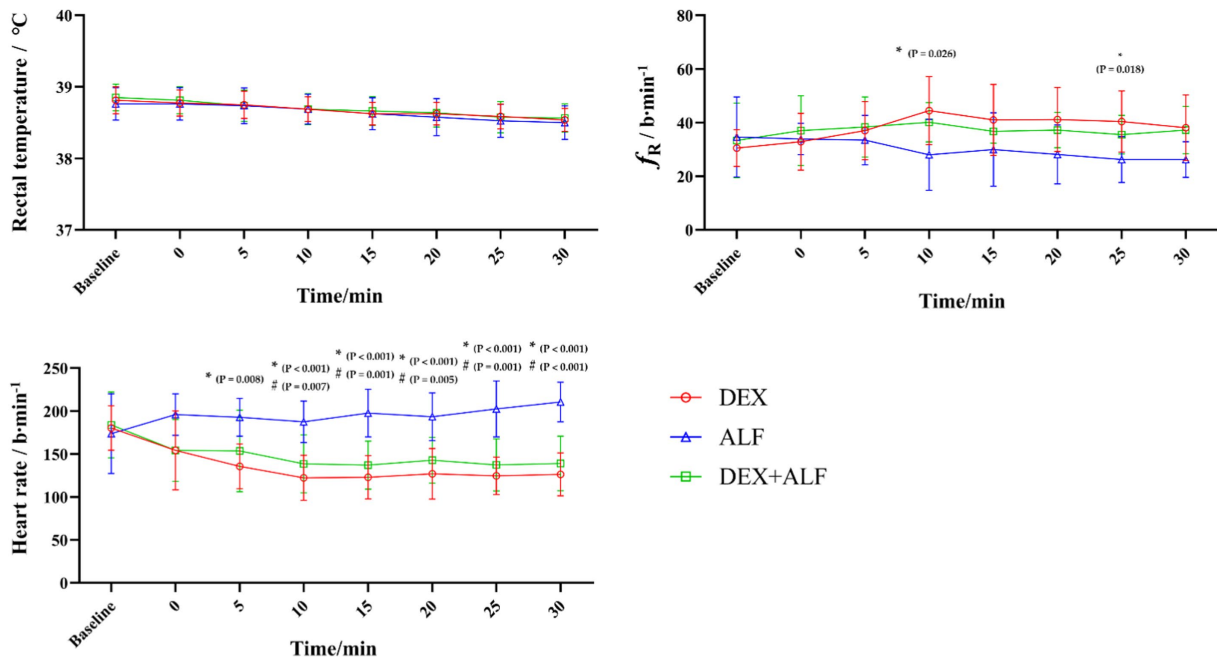 Rectal temperature / °C
40
39
38
37
Baseline
0
5
10
15
20
25
30
Time/min
f_R / b·min⁻¹
80
60
40
20
0
* (P = 0.026)
*
(P = 0.018)
Baseline
0
5
10
15
20
25
30
Time/min
Heart rate / b·min⁻¹
250
200
150
100
50
0
* (P = 0.008)
* (P < 0.001)
# (P = 0.007)
* (P < 0.001)
# (P = 0.001)
* (P < 0.001)
# (P = 0.005)
* (P < 0.001)
# (P = 0.001)
* (P < 0.001)
# (P < 0.001)
Baseline
0
5
10
15
20
25
30
Time/min
DEX
ALF
DEX+ALF